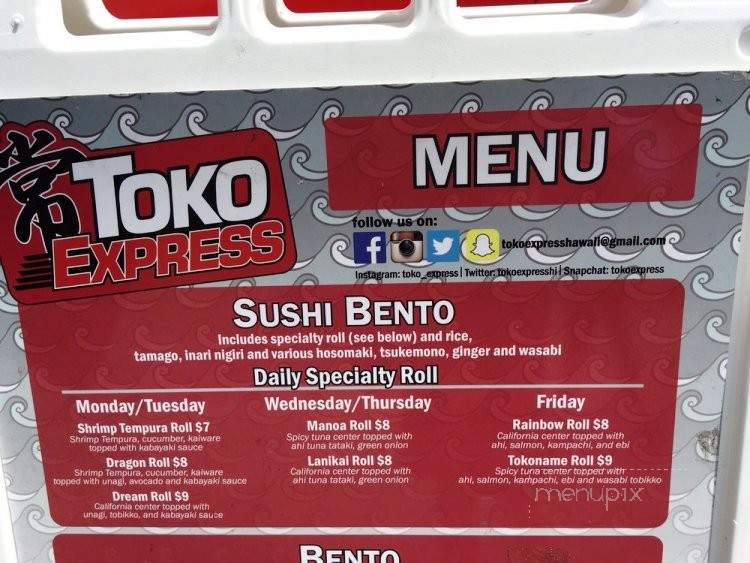 常 TOKO
EXPRESS
MENU
follow us on:
tokoexpresshawaii@gmail.com
Instagram: toko_express | Twitter: tokoexpresshi | Snapchat: tokoexpress
SUSHI BENTO
Includes specialty roll (see below) and rice,
tamago, inari nigiri and various hosomaki, tsukemono, ginger and wasabi
Daily Specialty Roll
Monday/Tuesday
Shrimp Tempura Roll $7
Shrimp Tempura, cucumber, kaiware
topped with kabayaki sauce
Dragon Roll $8
Shrimp Tempura, cucumber, kaiware
topped with unagi, avocado and kabayaki sauce
Dream Roll $9
California center topped with
unagi, tobikko, and kabayaki sauce
Wednesday/Thursday
Manoa Roll $8
Spicy tuna center topped with
ahi tuna tataki, green onion
Lanikai Roll $8
California center topped with
ahi tuna tataki, green onion
Friday
Rainbow Roll $8
California center topped with
ahi, salmon, kampachi, and ebi
Tokoname Roll $9
Spicy tuna center topped with
ahi, salmon, kampachi, ebi and wasabi tobikko
menupix
BENTO